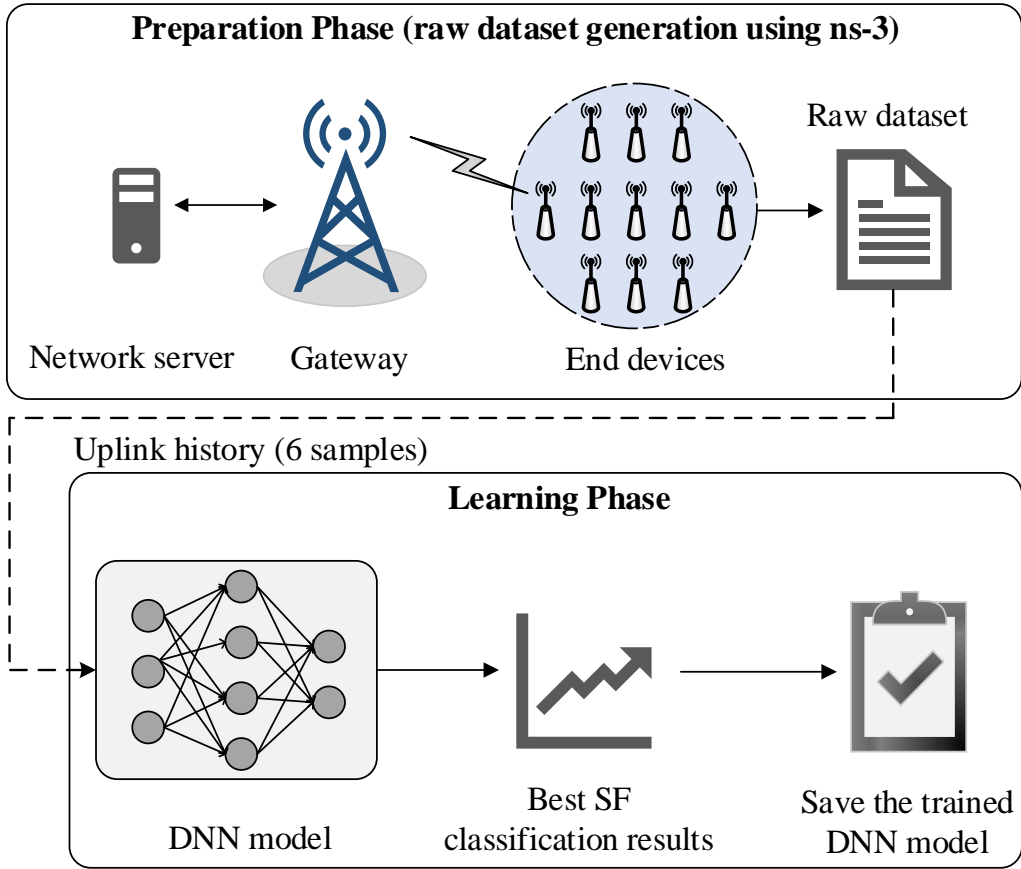 Preparation Phase (raw dataset generation using ns-3)
Raw dataset
Network server
Gateway
End devices
Uplink history (6 samples)
Learning Phase
DNN model
Best SF
classification results
Save the trained
DNN model